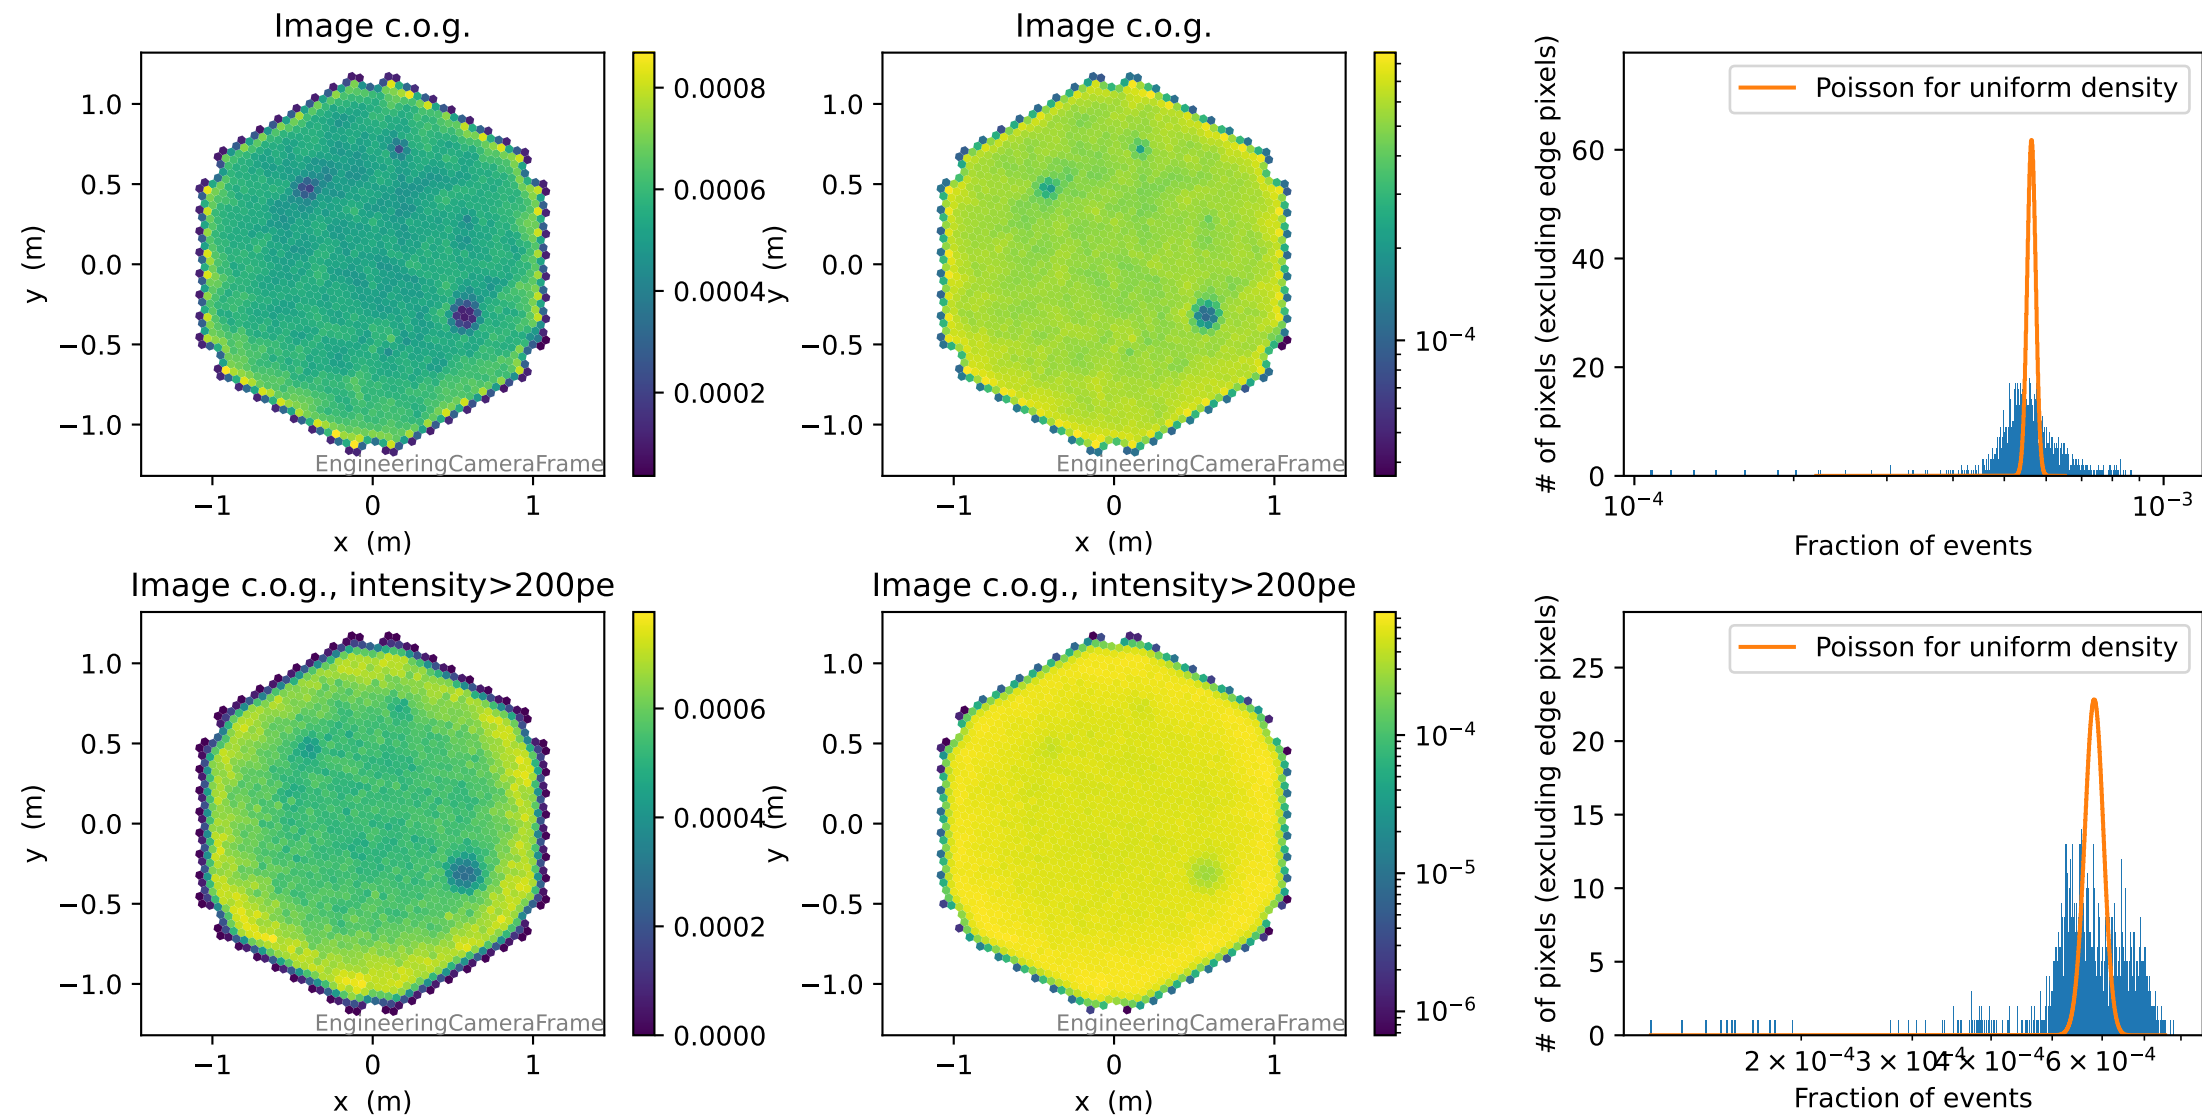 Image c.o.g.
1.0
0.5
0.0
−0.5
−1.0
y (m)
−1
0
1
x (m)
EngineeringCameraFrame
0.0008
0.0006
0.0004
0.0002
Image c.o.g.
1.0
0.5
0.0
−0.5
−1.0
y (m)
−1
0
1
x (m)
EngineeringCameraFrame
10⁻⁴
# of pixels (excluding edge pixels)
60
40
20
0
10⁻⁴
10⁻³
Poisson for uniform density
Fraction of events
Image c.o.g., intensity>200pe
1.0
0.5
0.0
−0.5
−1.0
y (m)
−1
0
1
x (m)
EngineeringCameraFrame
0.0006
0.0004
0.0002
0.0000
Image c.o.g., intensity>200pe
1.0
0.5
0.0
−0.5
−1.0
y (m)
−1
0
1
x (m)
EngineeringCameraFrame
10⁻⁴
10⁻⁵
10⁻⁶
# of pixels (excluding edge pixels)
25
20
15
10
5
0
Poisson for uniform density
2 × 10⁻⁴
3 × 10⁻⁴
4 × 10⁻⁴
6 × 10⁻⁴
Fraction of events